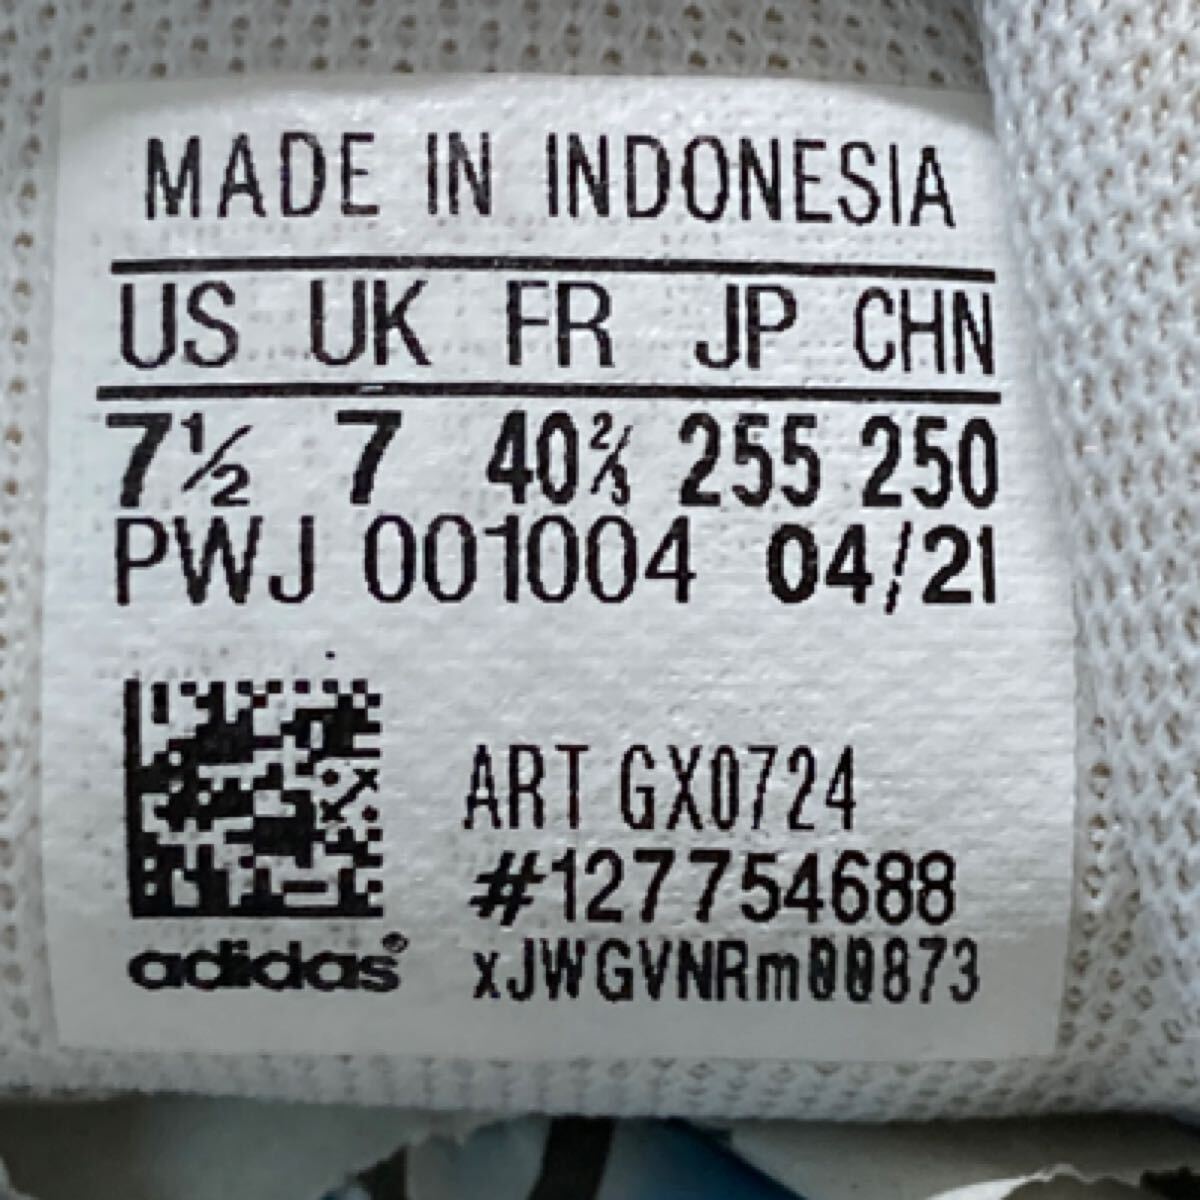 MADE IN INDONESIA
US UK FR JP CHN
7½ 7 40⅔ 255 250
PWJ 001004 04/21
ART GX0724
#127754688
xJWGVNRm00873
adidas®